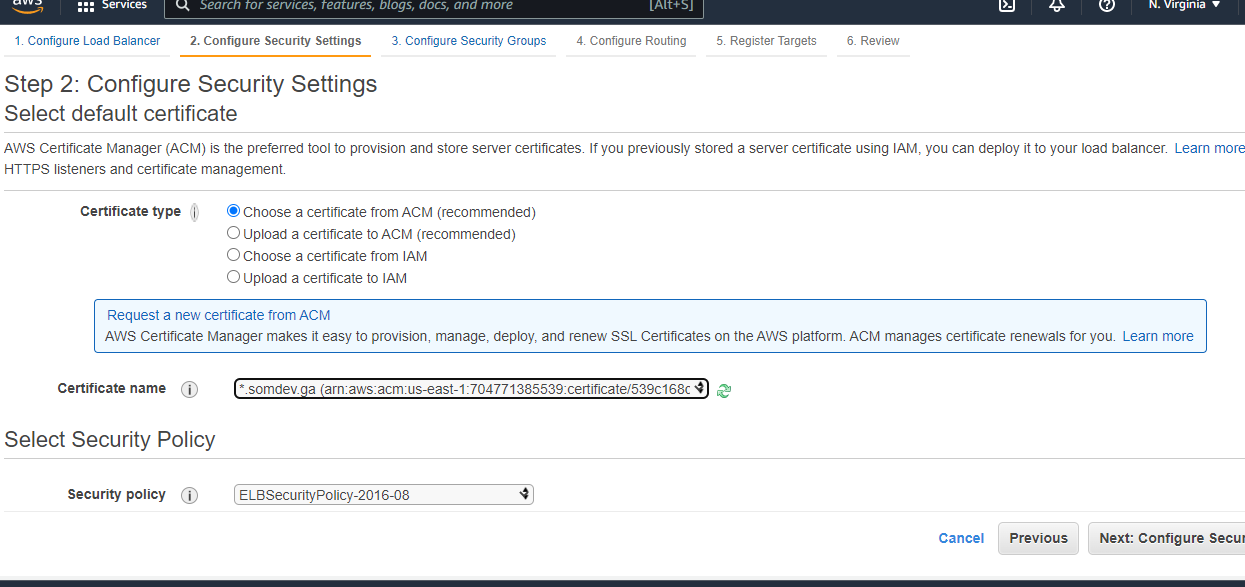 aws Services Search for services, features, blogs, docs, and more [Alt+S] N. Virginia
1. Configure Load Balancer 2. Configure Security Settings 3. Configure Security Groups 4. Configure Routing 5. Register Targets 6. Review
Step 2: Configure Security Settings
Select default certificate
AWS Certificate Manager (ACM) is the preferred tool to provision and store server certificates. If you previously stored a server certificate using IAM, you can deploy it to your load balancer. Learn more
HTTPS listeners and certificate management.
Certificate type i Choose a certificate from ACM (recommended)
Upload a certificate to ACM (recommended)
Choose a certificate from IAM
Upload a certificate to IAM
Request a new certificate from ACM
AWS Certificate Manager makes it easy to provision, manage, deploy, and renew SSL Certificates on the AWS platform. ACM manages certificate renewals for you. Learn more
Certificate name i *.somdev.ga (arn:aws:acm:us-east-1:704771385539:certificate/539c168c
Select Security Policy
Security policy i ELBSecurityPolicy-2016-08
Cancel Previous Next: Configure Secur